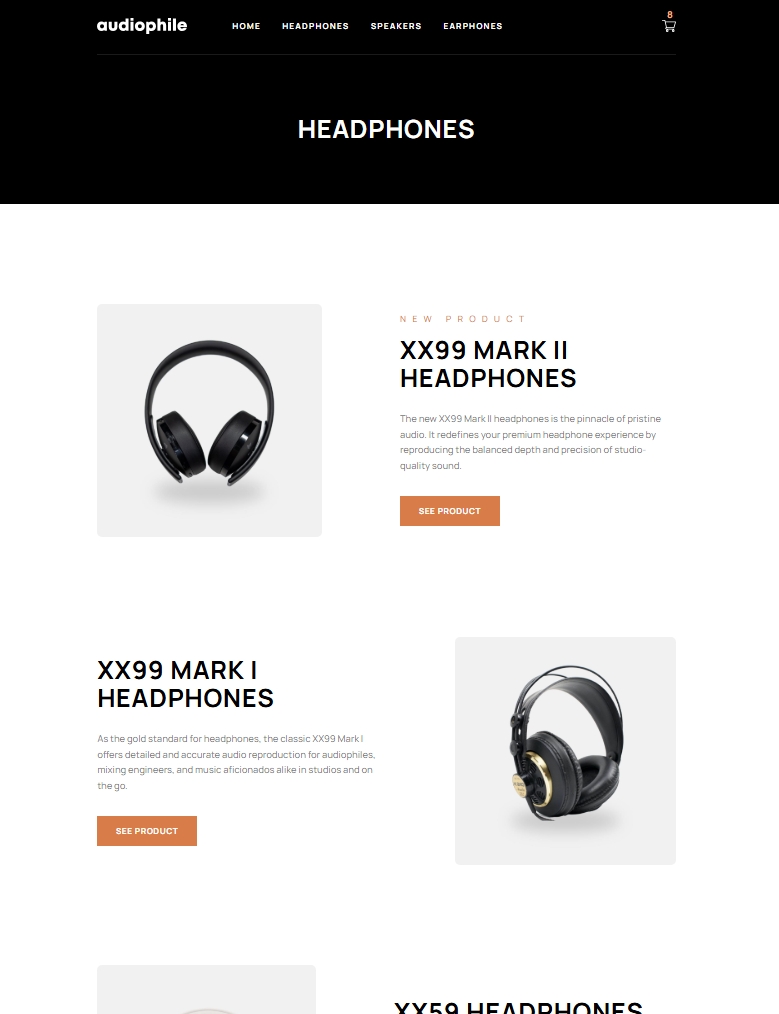 audiophile
HOME HEADPHONES SPEAKERS EARPHONES
8
HEADPHONES
NEW PRODUCT
XX99 MARK II
HEADPHONES
The new XX99 Mark II headphones is the pinnacle of pristine
audio. It redefines your premium headphone experience by
reproducing the balanced depth and precision of studio-
quality sound.
SEE PRODUCT
XX99 MARK I
HEADPHONES
As the gold standard for headphones, the classic XX99 Mark I
offers detailed and accurate audio reproduction for audiophiles,
mixing engineers, and music aficionados alike in studios and on
the go.
SEE PRODUCT
XX59 HEADPHONES